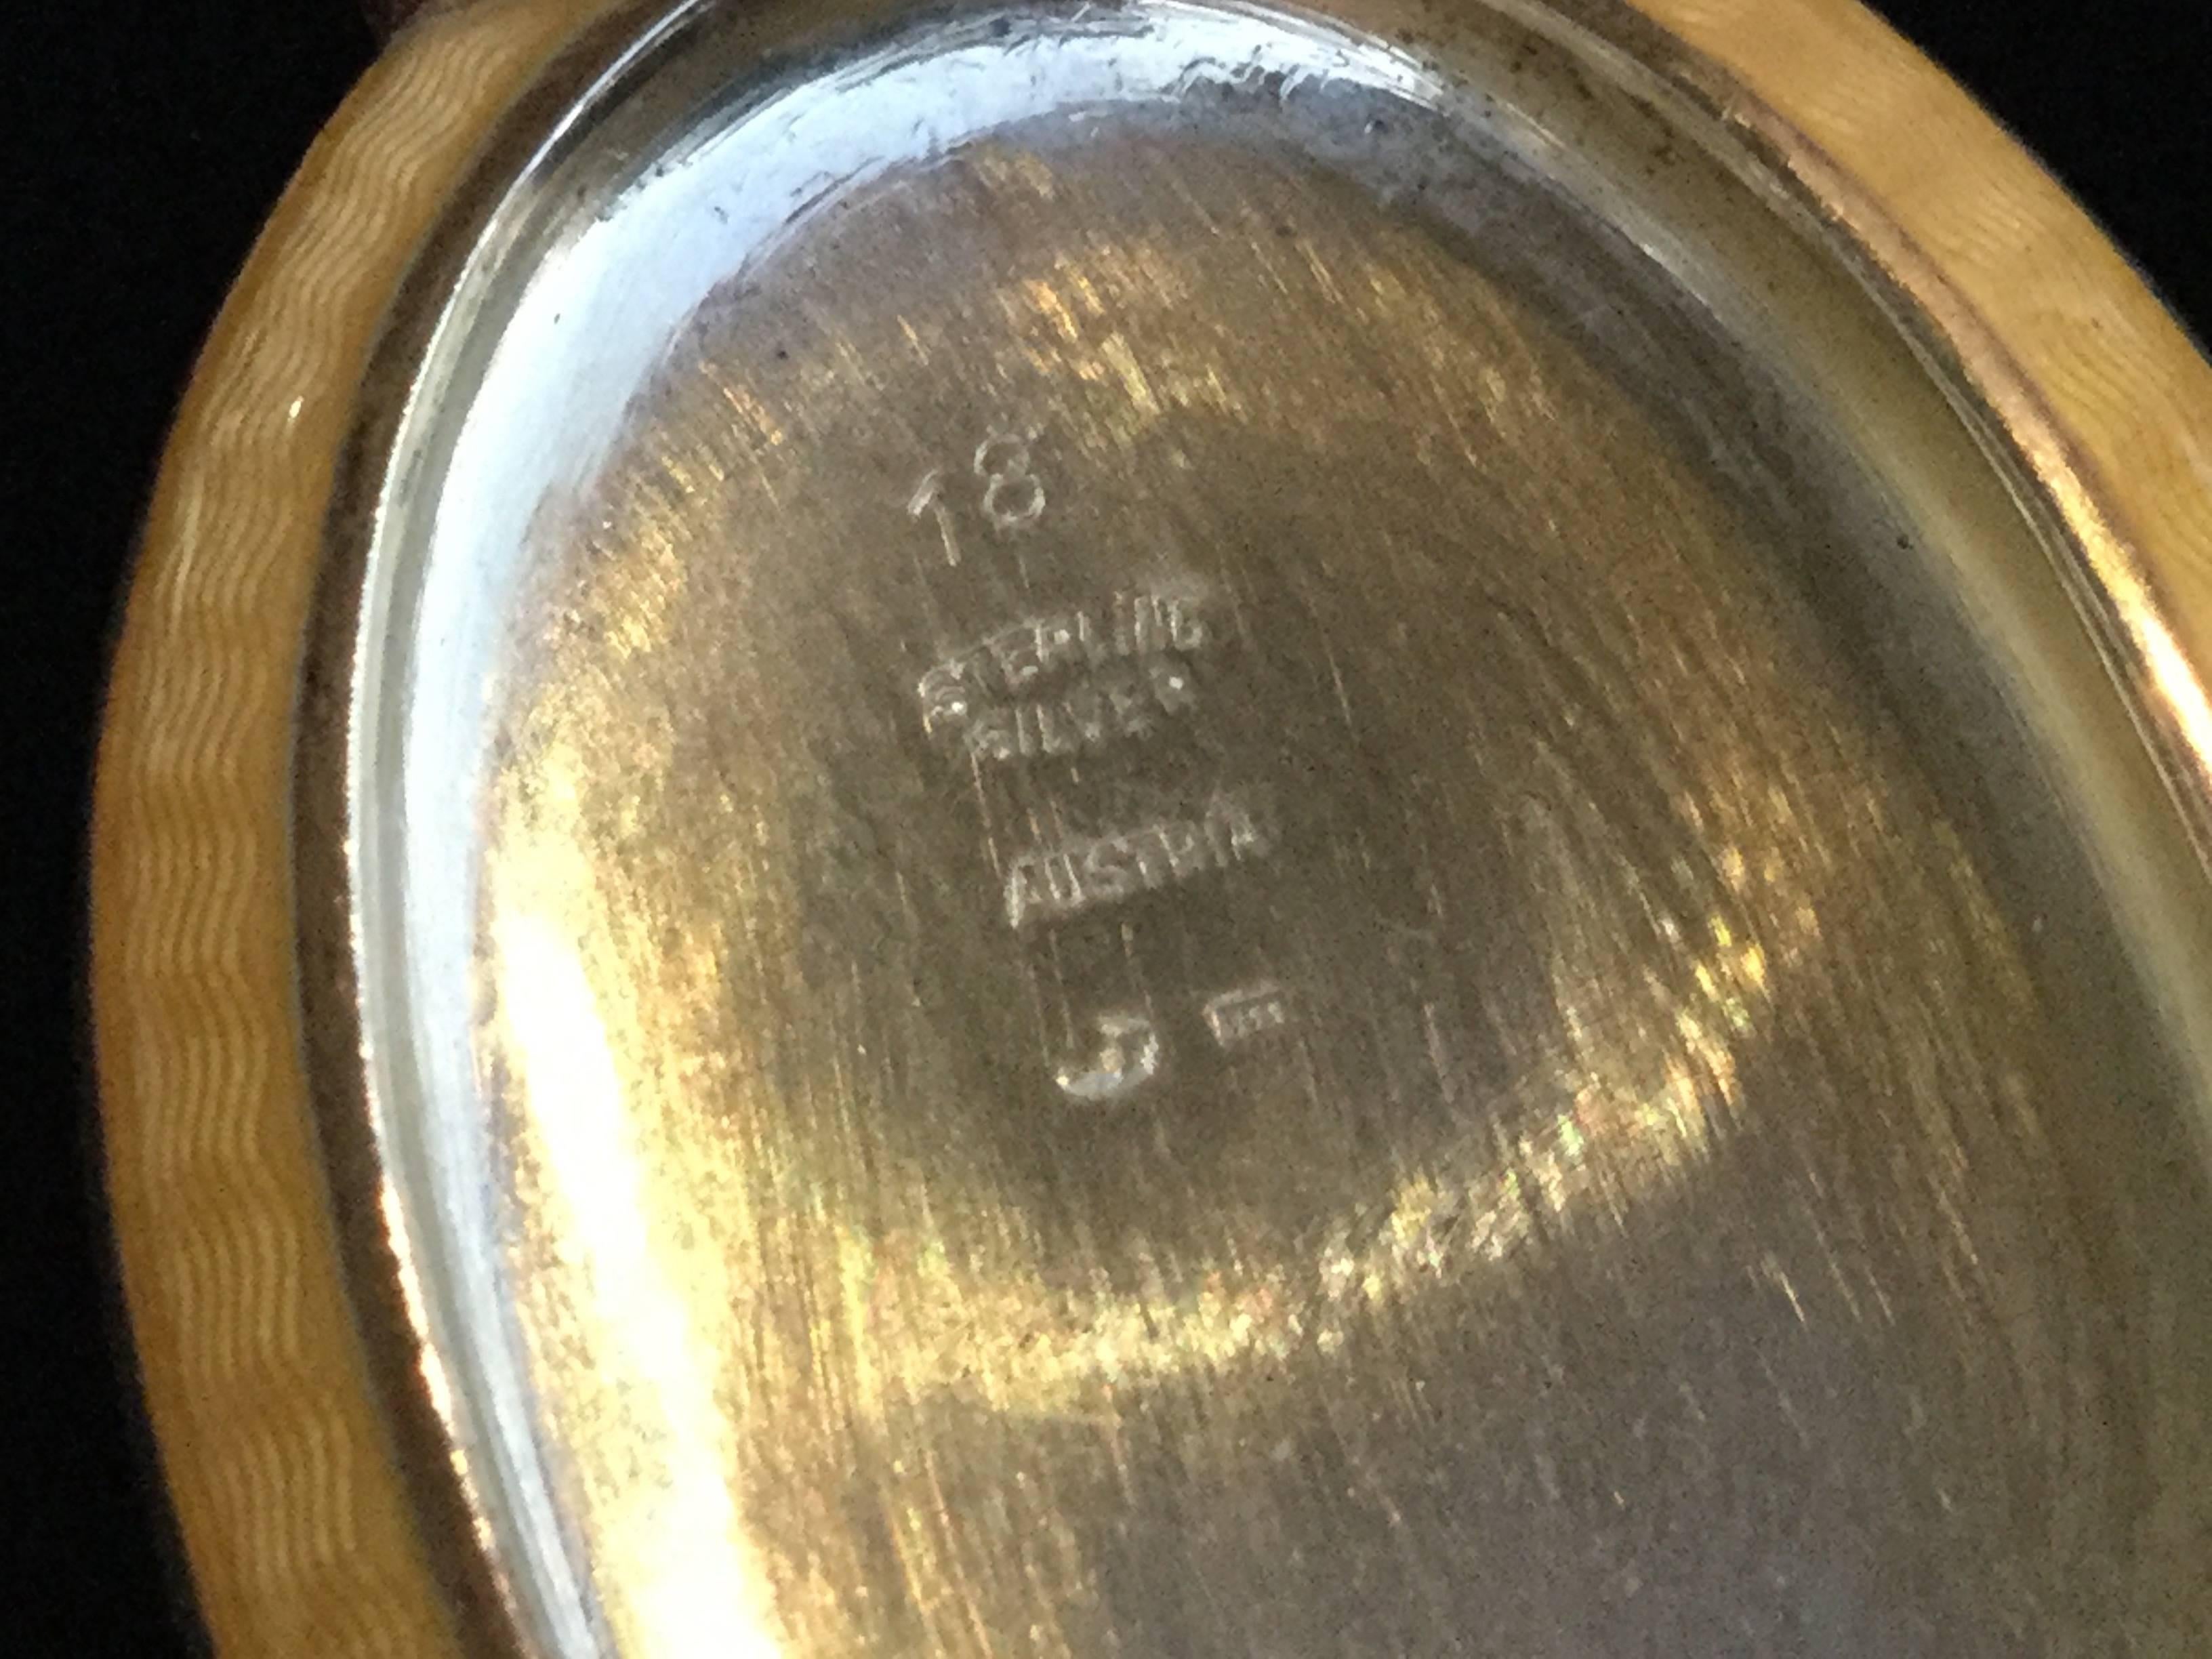 18
STERLING
SILVER
AUSTRIA